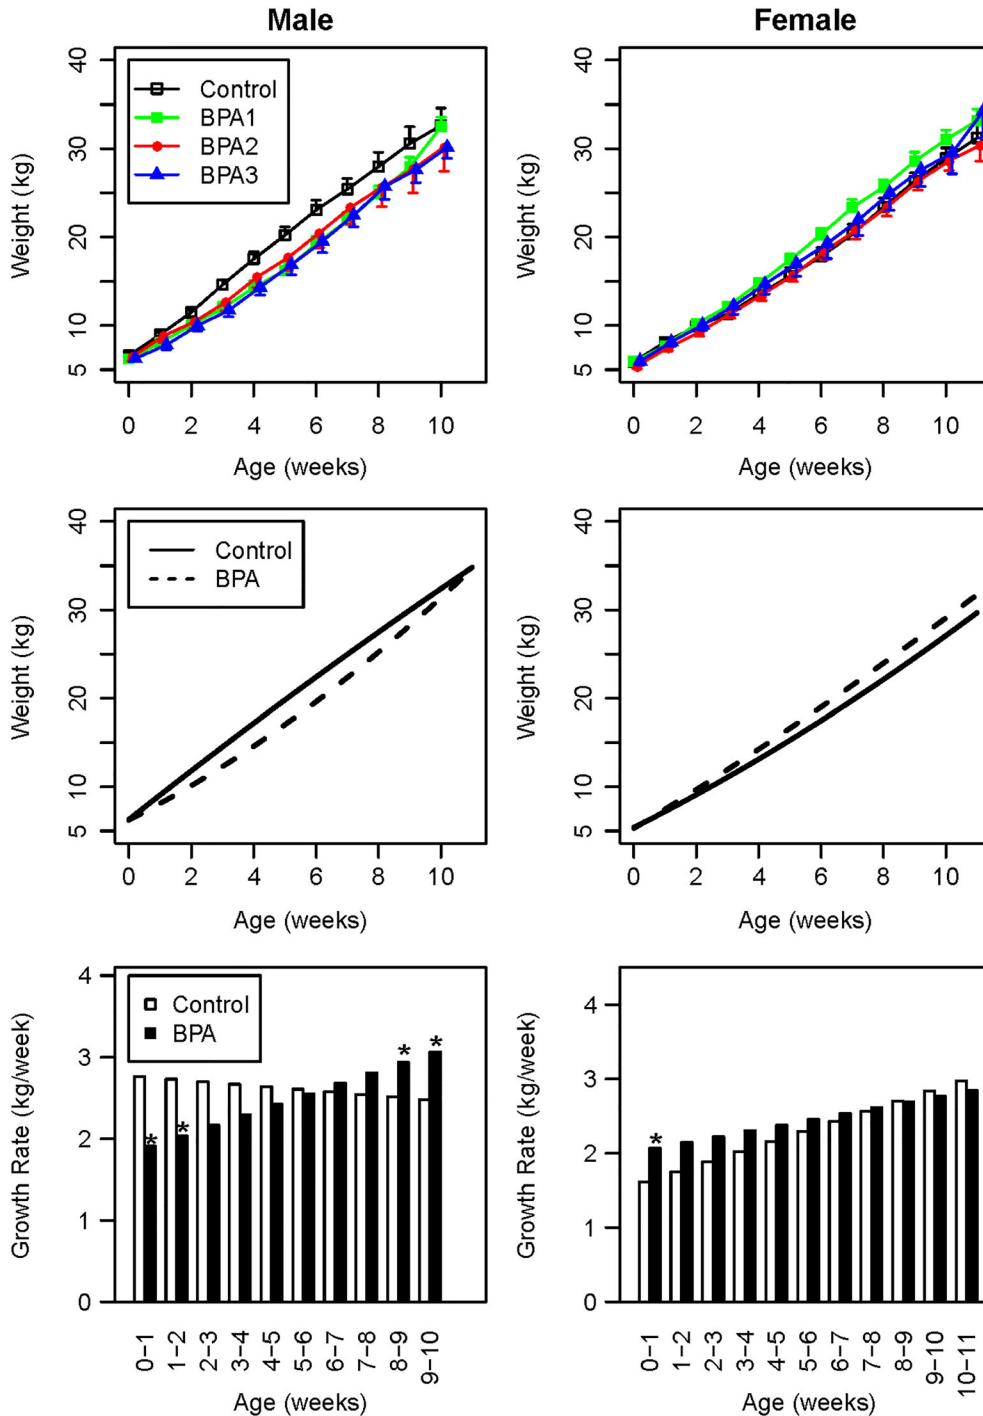 Male
Female
Weight (kg)
40
30
20
10
5
Control
BPA1
BPA2
BPA3
0 2 4 6 8 10
Age (weeks)
Weight (kg)
40
30
20
10
5
0 2 4 6 8 10
Age (weeks)
Weight (kg)
40
30
20
10
5
Control
BPA
0 2 4 6 8 10
Age (weeks)
Weight (kg)
40
30
20
10
5
0 2 4 6 8 10
Age (weeks)
Growth Rate (kg/week)
4
3
2
1
0
Control
BPA
* * * *
0−1 1−2 2−3 3−4 4−5 5−6 6−7 7−8 8−9 9−10
Age (weeks)
Growth Rate (kg/week)
4
3
2
1
0
*
0−1 1−2 2−3 3−4 4−5 5−6 6−7 7−8 8−9 9−10 10−11
Age (weeks)